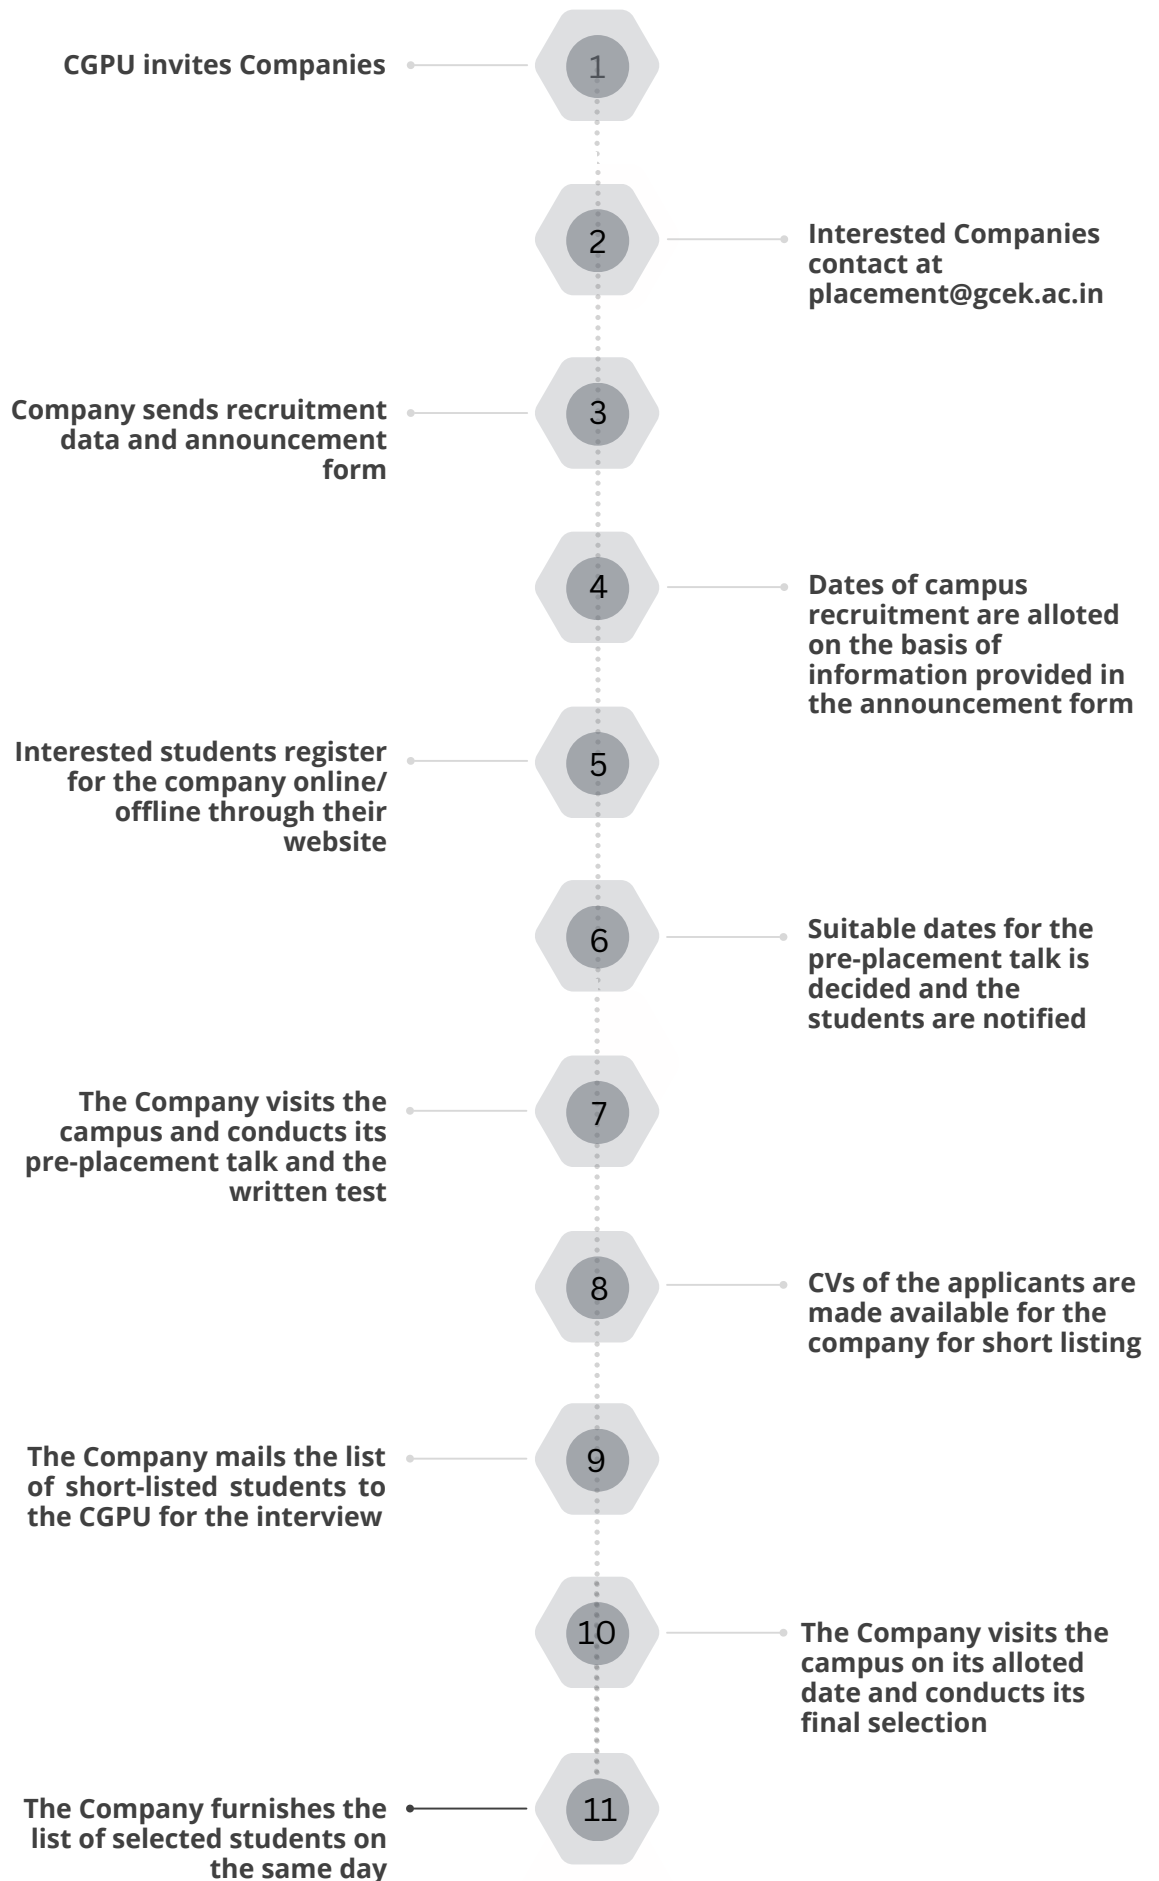 1
CGPU invites Companies
2
Interested Companies
contact at
placement@gcek.ac.in
3
Company sends recruitment
data and announcement
form
4
Dates of campus
recruitment are alloted
on the basis of
information provided in
the announcement form
5
Interested students register
for the company online/
offline through their
website
6
Suitable dates for the
pre-placement talk is
decided and the
students are notified
7
The Company visits the
campus and conducts its
pre-placement talk and the
written test
8
CVs of the applicants are
made available for the
company for short listing
9
The Company mails the list
of short-listed students to
the CGPU for the interview
10
The Company visits the
campus on its alloted
date and conducts its
final selection
11
The Company furnishes the
list of selected students on
the same day